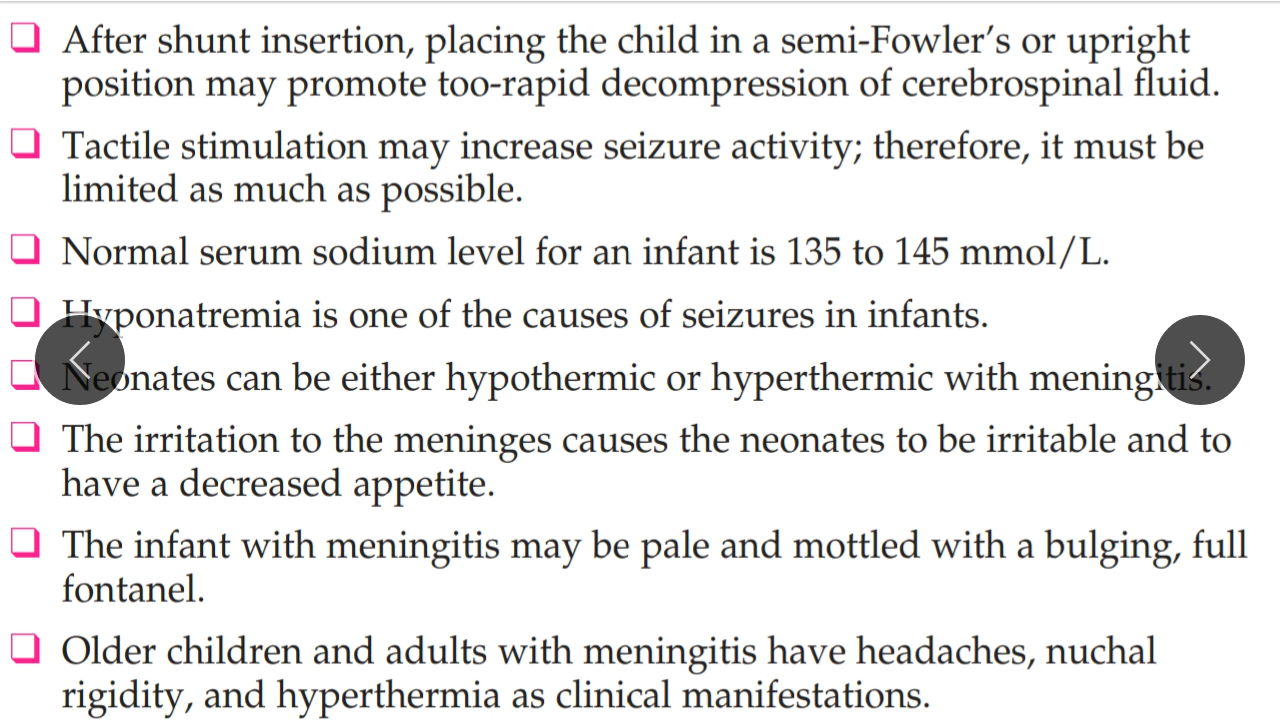 After shunt insertion, placing the child in a semi-Fowler’s or upright
position may promote too-rapid decompression of cerebrospinal fluid.
Tactile stimulation may increase seizure activity; therefore, it must be
limited as much as possible.
Normal serum sodium level for an infant is 135 to 145 mmol/L.
Hyponatremia is one of the causes of seizures in infants.
Neonates can be either hypothermic or hyperthermic with meningitis.
The irritation to the meninges causes the neonates to be irritable and to
have a decreased appetite.
The infant with meningitis may be pale and mottled with a bulging, full
fontanel.
Older children and adults with meningitis have headaches, nuchal
rigidity, and hyperthermia as clinical manifestations.